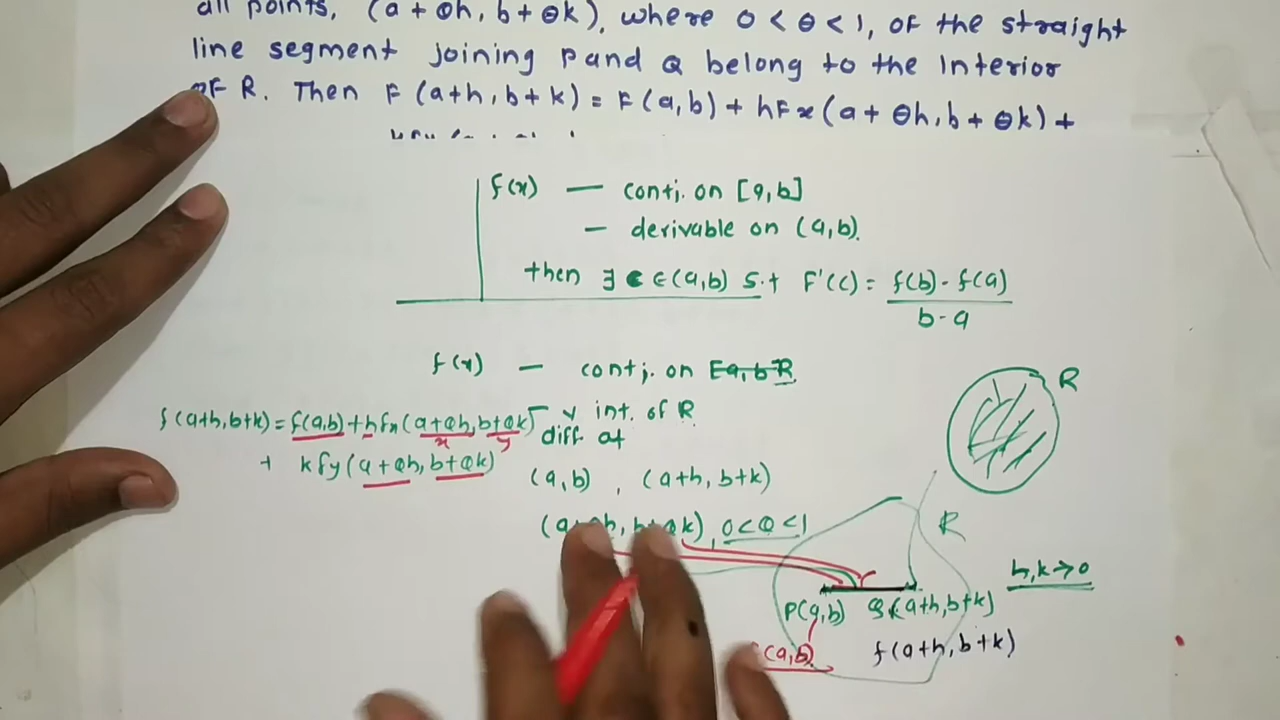 all points, (a + θh, b + θk), where 0 < θ < 1, of the straight
line segment joining P and Q belong to the Interior
OF R. Then F (a+h, b+k) = F(a,b) + hFx(a+ θh, b+ θk) +
f(x) — conti. on [a,b]
– derivable on (a,b).
then ∃ c ∈ (a,b) s.t F'(c) = f(b) - f(a)
b - a
f(x) — conti. on [a,b R
R
f(a+h, b+k) = f(a,b) + h fx (a+θh, b+θk)
int. of R
x y
diff. at
+ k fy (a+θh, b+θk)
(a,b) , (a+h, b+k)
, 0<θ<1
R
h,k→0
P(a,b) Q(a+h, b+k)
(a,b) f(a+h, b+k)